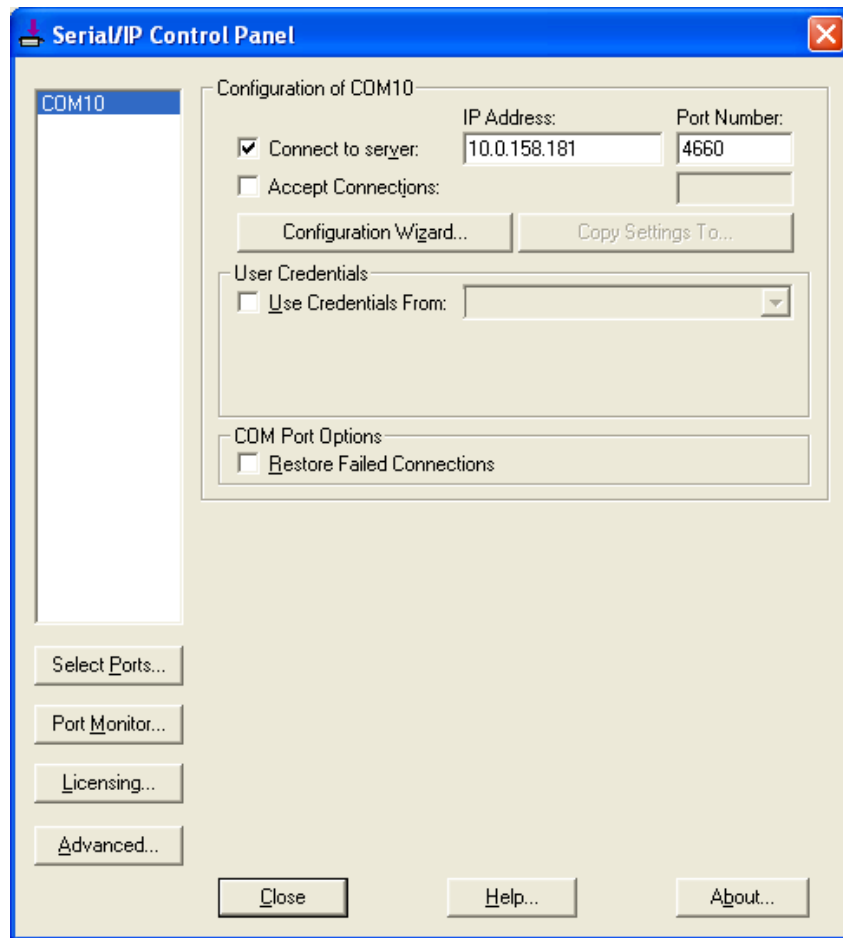 Serial/IP Control Panel
COM10
Configuration of COM10
IP Address: Port Number:
Connect to server: 10.0.158.181 4660
Accept Connections:
Configuration Wizard... Copy Settings To...
User Credentials
Use Credentials From:
COM Port Options
Restore Failed Connections
Select Ports...
Port Monitor...
Licensing...
Advanced...
Close Help... About...